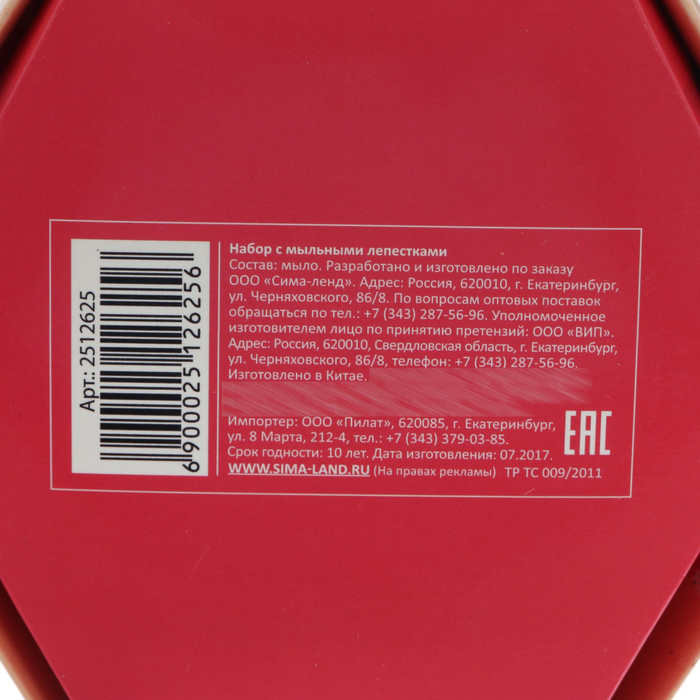 Арт.: 2512625
6 900025 126256
Набор с мыльными лепестками
Состав: мыло. Разработано и изготовлено по заказу
ООО «Сима-ленд». Адрес: Россия, 620010, г. Екатеринбург,
ул. Черняховского, 86/8. По вопросам оптовых поставок
обращаться по тел.: +7 (343) 287-56-96. Уполномоченное
изготовителем лицо по принятию претензий: ООО «ВИП».
Адрес: Россия, 620010, Свердловская область, г. Екатеринбург,
ул. Черняховского, 86/8, телефон: +7 (343) 287-56-96.
Изготовлено в Китае.
Импортер: ООО «Пилат», 620085, г. Екатеринбург,
ул. 8 Марта, 212-4, тел.: +7 (343) 379-03-85.
Срок годности: 10 лет. Дата изготовления: 07.2017.
WWW.SIMA-LAND.RU (На правах рекламы) ТР ТС 009/2011
EAC